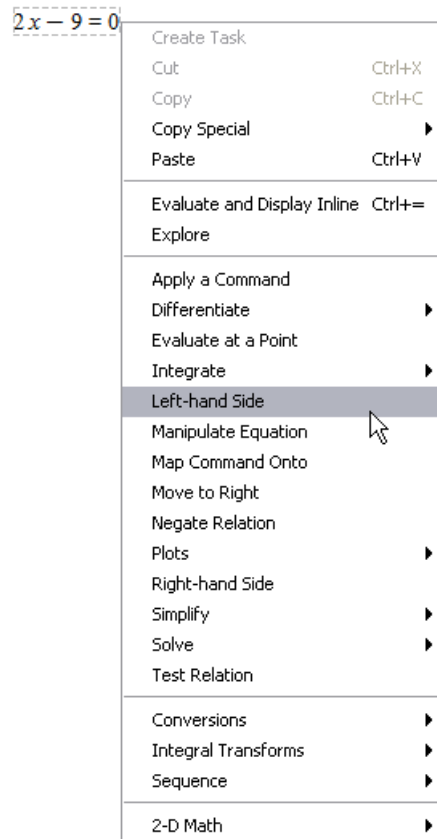 2 x − 9 = 0
Create Task
Cut Ctrl+X
Copy Ctrl+C
Copy Special
Paste Ctrl+V
Evaluate and Display Inline Ctrl+=
Explore
Apply a Command
Differentiate
Evaluate at a Point
Integrate
Left-hand Side
Manipulate Equation
Map Command Onto
Move to Right
Negate Relation
Plots
Right-hand Side
Simplify
Solve
Test Relation
Conversions
Integral Transforms
Sequence
2-D Math